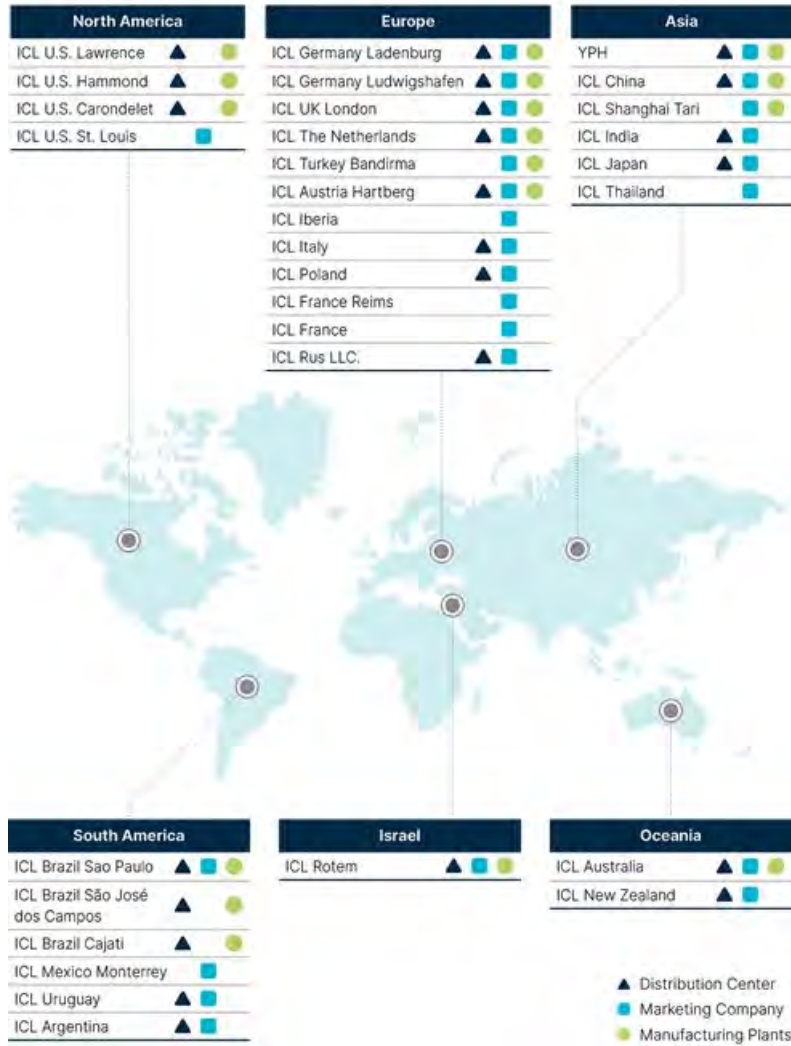 North America
ICL U.S. Lawrence
ICL U.S. Hammond
ICL U.S. Carondelet
ICL U.S. St. Louis
Europe
ICL Germany Ladenburg
ICL Germany Ludwigshafen
ICL UK London
ICL The Netherlands
ICL Turkey Bandirma
ICL Austria Hartberg
ICL Iberia
ICL Italy
ICL Poland
ICL France Reims
ICL France
ICL Rus LLC.
Asia
YPH
ICL China
ICL Shanghai Tari
ICL India
ICL Japan
ICL Thailand
South America
ICL Brazil Sao Paulo
ICL Brazil São José
dos Campos
ICL Brazil Cajati
ICL Mexico Monterrey
ICL Uruguay
ICL Argentina
Israel
ICL Rotem
Oceania
ICL Australia
ICL New Zealand
Distribution Center
Marketing Company
Manufacturing Plants